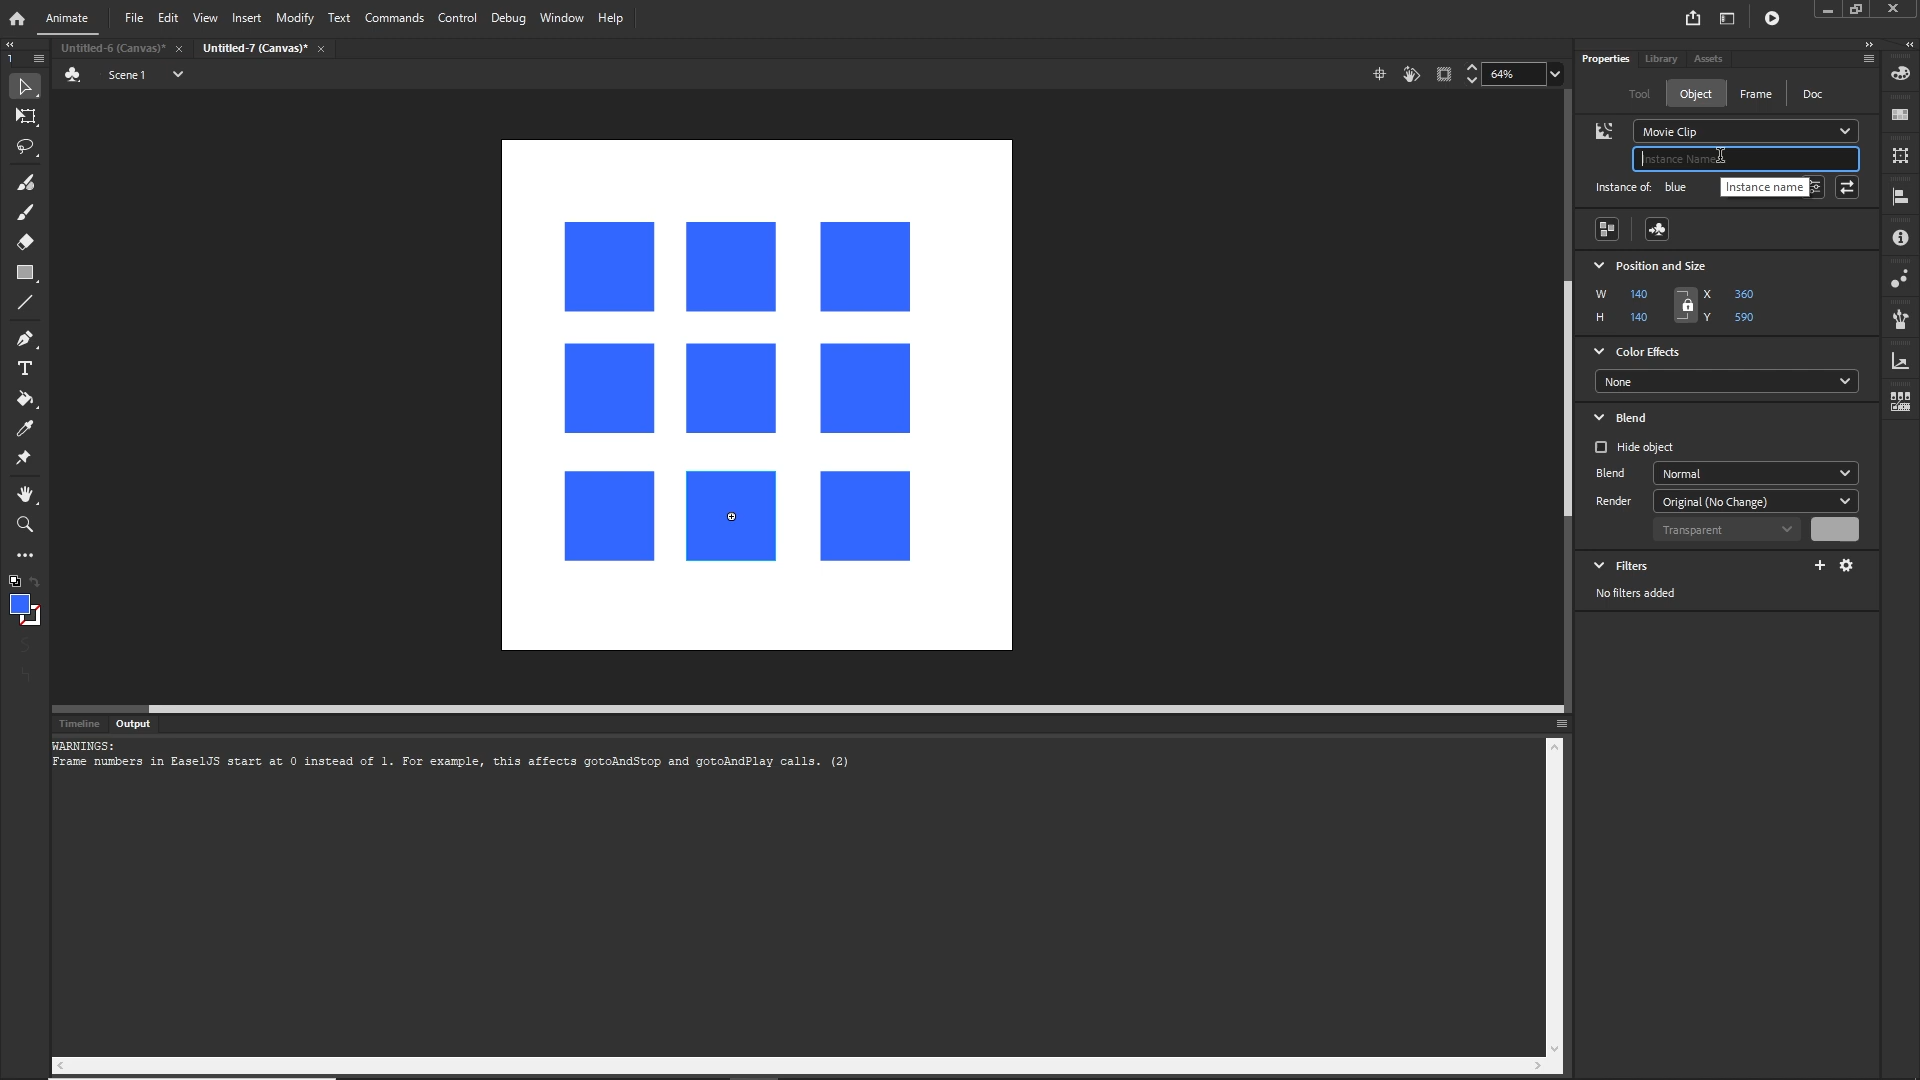 Animate File Edit View Insert Modify Text Commands Control Debug Window Help
Untitled-6 (Canvas)* Untitled-7 (Canvas)*
Scene 1 64%
Properties Library Assets
Tool Object Frame Doc
Movie Clip
Instance Name
Instance of: blue Instance name
Position and Size
W 140 X 360
H 140 Y 590
Color Effects
None
Blend
Hide object
Blend Normal
Render Original (No Change)
Transparent
Filters
No filters added
Timeline Output
WARNINGS:
Frame numbers in EaselJS start at 0 instead of 1. For example, this affects gotoAndStop and gotoAndPlay calls. (2)